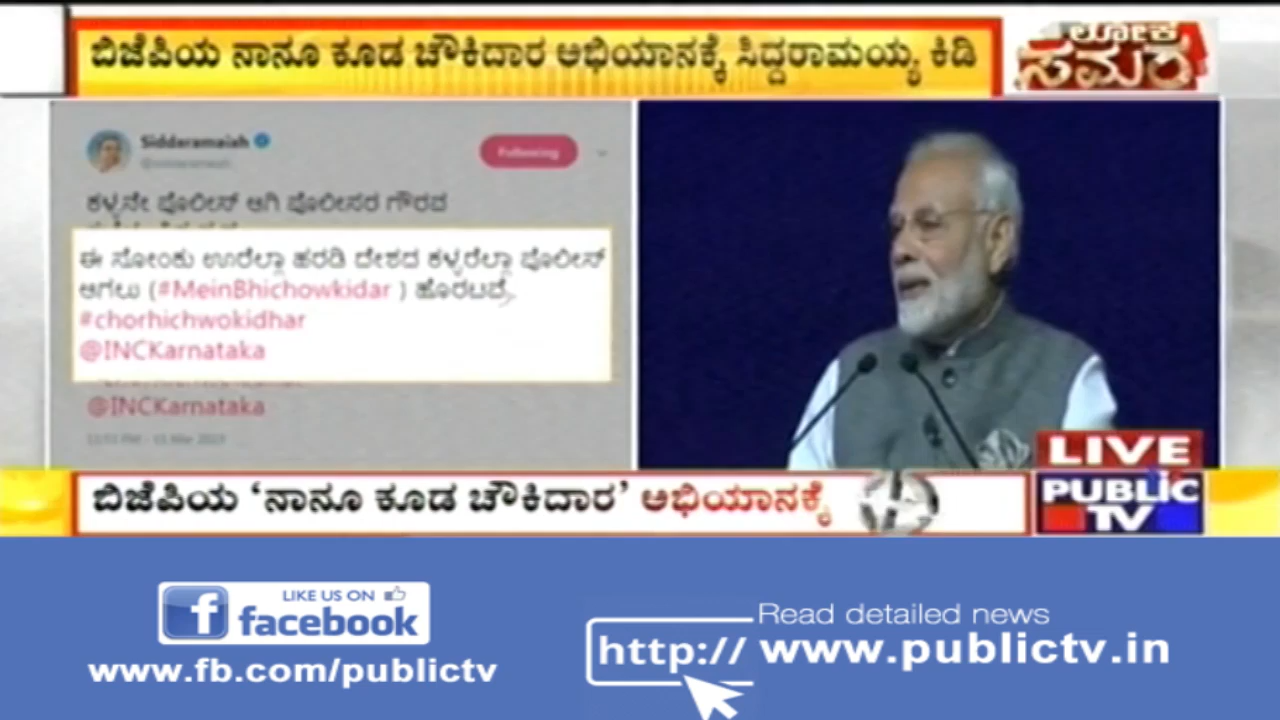 ಬಿಜೆಪಿಯ ನಾನೂ ಕೂಡ ಚೌಕಿದಾರ ಅಭಿಯಾನಕ್ಕೆ ಸಿದ್ದರಾಮಯ್ಯ ಕಿಡಿ
ಲೋಕ
ಸಮರ
Siddaramaiah
Following
ಕಳ್ಳನೇ ಪೊಲೀಸ್ ಆಗಿ ಪೊಲೀಸರ ಗೌರವ
ಈ ಸೋಂಕು ಊರೆಲ್ಲಾ ಹರಡಿ ದೇಶದ ಕಳ್ಳರೆಲ್ಲಾ ಪೊಲೀಸ್
ಆಗಲು (#MeinBhichowkidar ) ಹೊರಟವ್ರೆ
#chorhichwokidhar
@INCKarnataka
@INCKarnataka
LIVE
ಬಿಜೆಪಿಯ ‘ನಾನೂ ಕೂಡ ಚೌಕಿದಾರ’ ಅಭಿಯಾನಕ್ಕೆ
PUBLiC
TV
LIKE US ON
facebook
www.fb.com/publictv
Read detailed news
http:// www.publictv.in